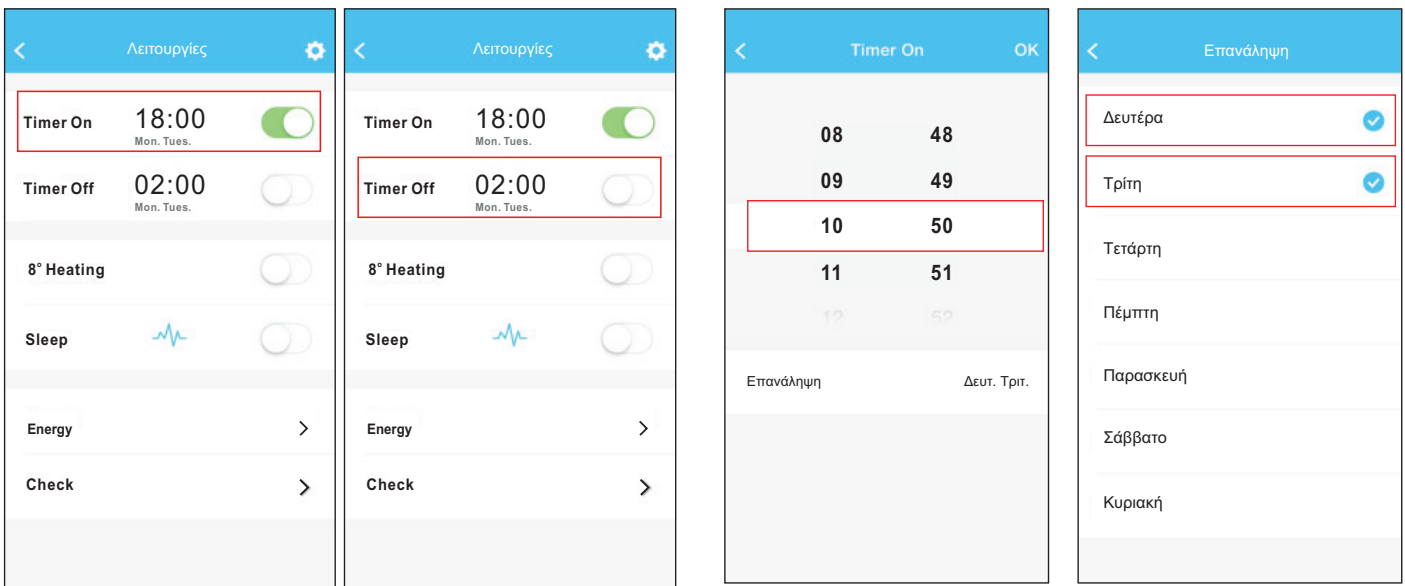 Λειτουργίες
Timer On 18:00
Mon. Tues.
Timer Off 02:00
Mon. Tues.
8° Heating
Sleep
Energy
Check
Λειτουργίες
Timer On 18:00
Mon. Tues.
Timer Off 02:00
Mon. Tues.
8° Heating
Sleep
Energy
Check
Timer On OK
08 48
09 49
10 50
11 51
12 52
Επανάληψη Δευτ. Τριτ.
Επανάληψη
Δευτέρα
Τρίτη
Τετάρτη
Πέμπτη
Παρασκευή
Σάββατο
Κυριακή